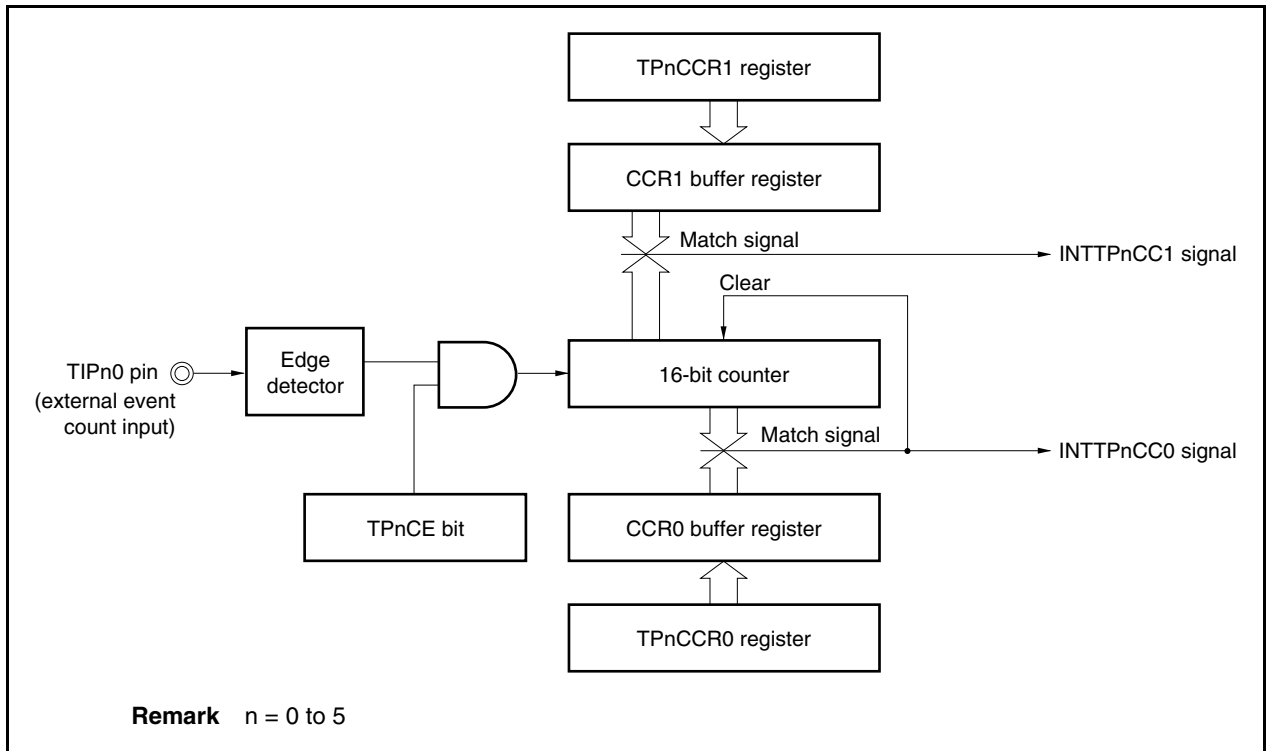 TPnCCR1 register
CCR1 buffer register
Match signal
INTTPnCC1 signal
Clear
TIPn0 pin
(external event
count input)
Edge
detector
16-bit counter
Match signal
INTTPnCC0 signal
TPnCE bit
CCR0 buffer register
TPnCCR0 register
Remark n = 0 to 5